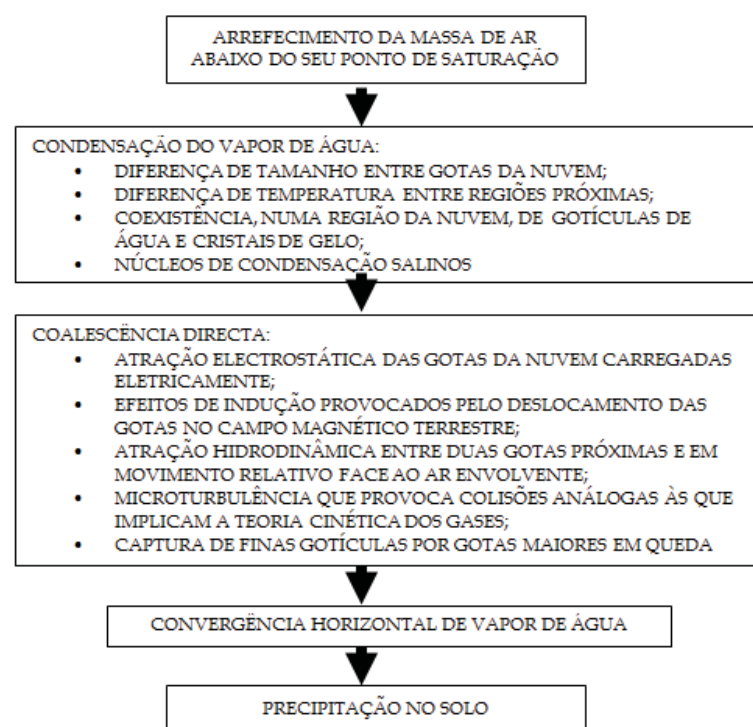 ARREFECIMENTO DA MASSA DE AR
ABAIXO DO SEU PONTO DE SATURAÇÃO
CONDENSAÇÃO DO VAPOR DE ÁGUA:
• DIFERENÇA DE TAMANHO ENTRE GOTAS DA NUVEM;
• DIFERENÇA DE TEMPERATURA ENTRE REGIÕES PRÓXIMAS;
• COEXISTÊNCIA, NUMA REGIÃO DA NUVEM, DE GOTÍCULAS DE
ÁGUA E CRISTAIS DE GELO;
• NÚCLEOS DE CONDENSAÇÃO SALINOS
COALESCÊNCIA DIRECTA:
• ATRAÇÃO ELECTROSTÁTICA DAS GOTAS DA NUVEM CARREGADAS
ELETRICAMENTE;
• EFEITOS DE INDUÇÃO PROVOCADOS PELO DESLOCAMENTO DAS
GOTAS NO CAMPO MAGNÉTICO TERRESTRE;
• ATRAÇÃO HIDRODINÂMICA ENTRE DUAS GOTAS PRÓXIMAS E EM
MOVIMENTO RELATIVO FACE AO AR ENVOLVENTE;
• MICROTURBULÊNCIA QUE PROVOCA COLISÕES ANÁLOGAS ÀS QUE
IMPLICAM A TEORIA CINÉTICA DOS GASES;
• CAPTURA DE FINAS GOTÍCULAS POR GOTAS MAIORES EM QUEDA
CONVERGÊNCIA HORIZONTAL DE VAPOR DE ÁGUA
PRECIPITAÇÃO NO SOLO